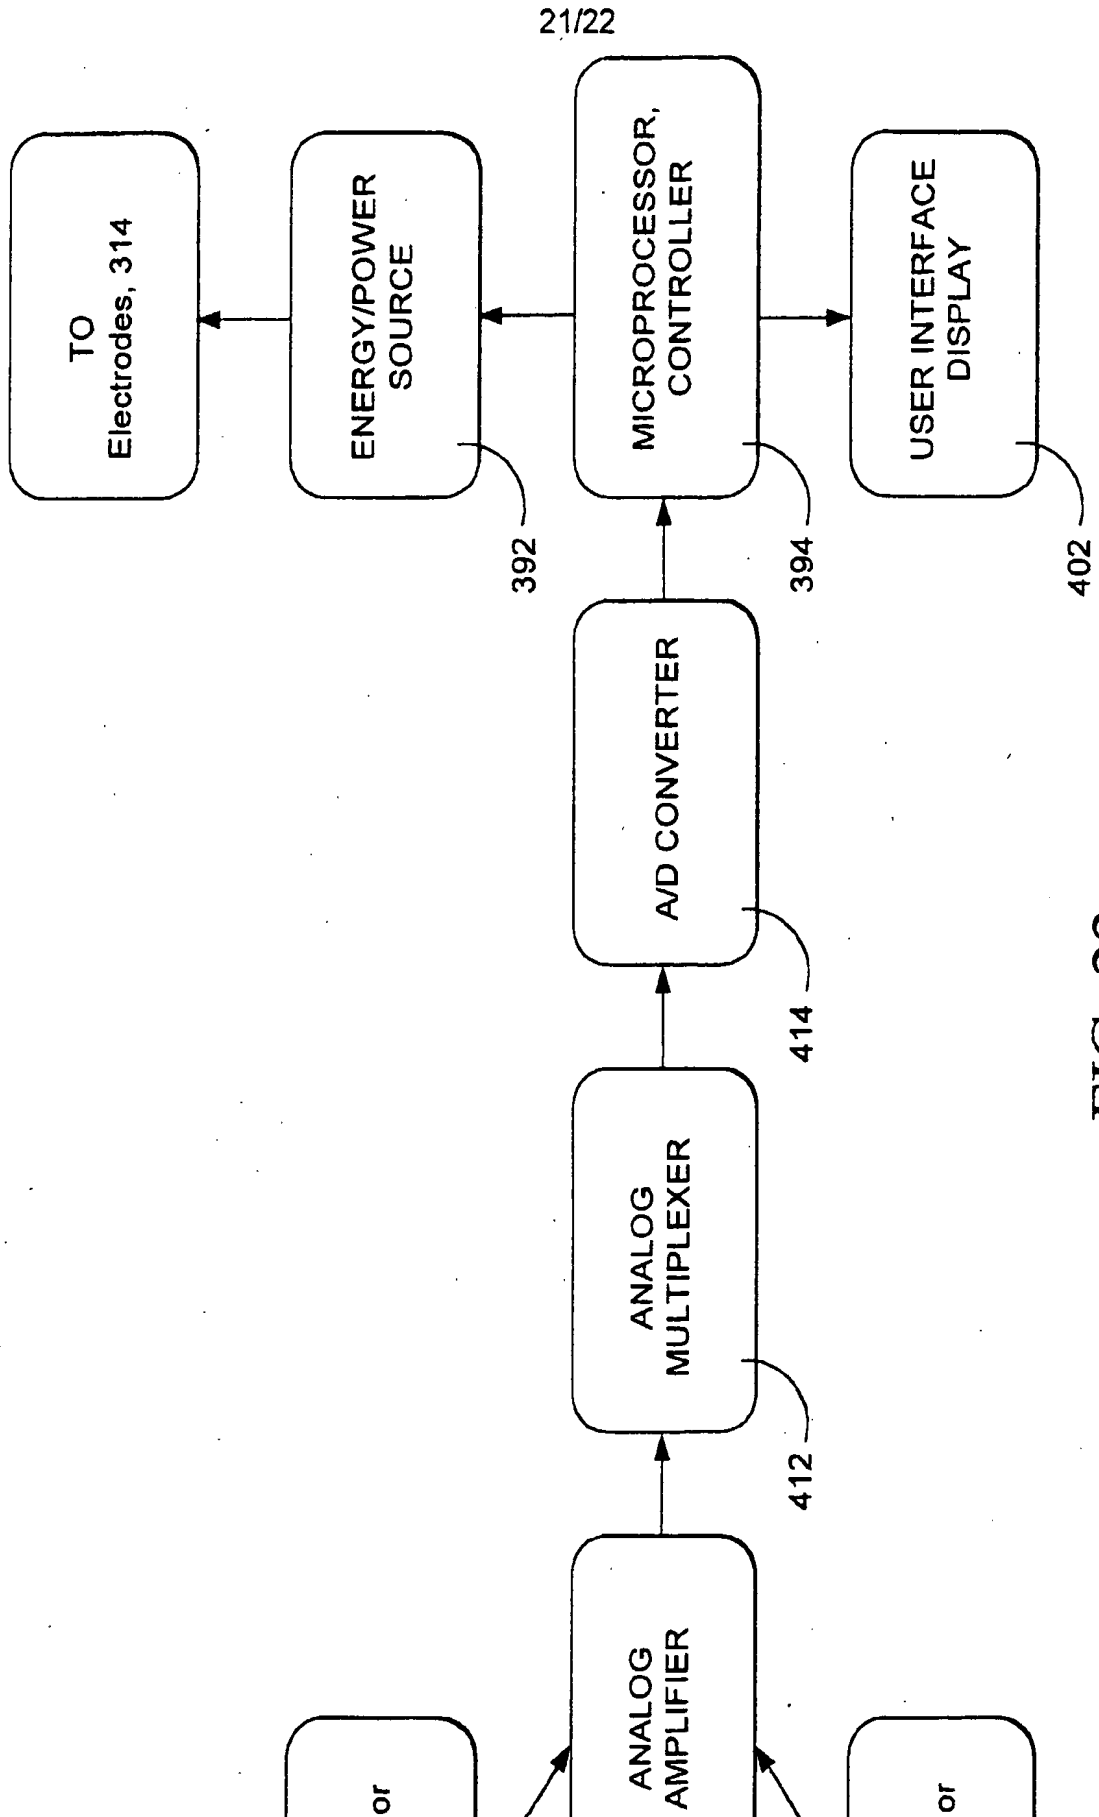 21/22
TO
Electrodes, 314
ENERGY/POWER
SOURCE
392
MICROPROCESSOR,
CONTROLLER
394
USER INTERFACE
DISPLAY
402
A/D CONVERTER
414
ANALOG
MULTIPLEXER
412
ANALOG
AMPLIFIER
or
or
FIG.